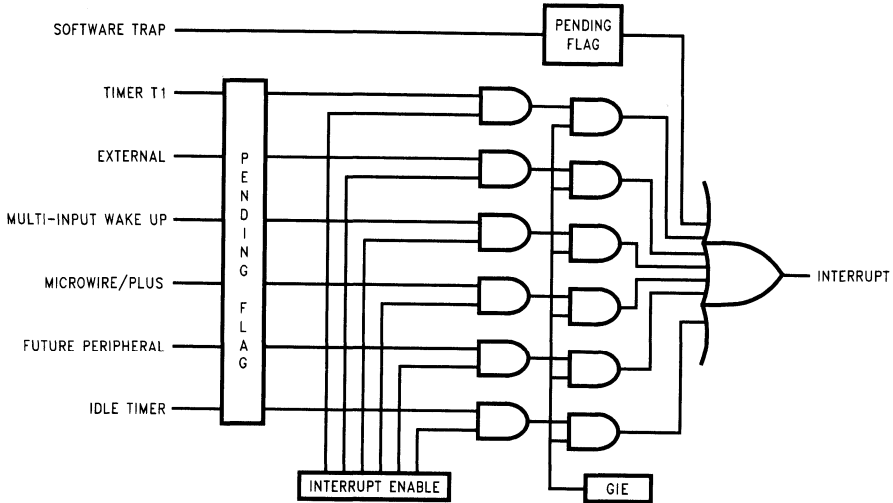 SOFTWARE TRAP
PENDING
FLAG
TIMER T1
EXTERNAL
MULTI-INPUT WAKE UP
MICROWIRE/PLUS
FUTURE PERIPHERAL
IDLE TIMER
PENDING FLAG
INTERRUPT
INTERRUPT ENABLE
GIE